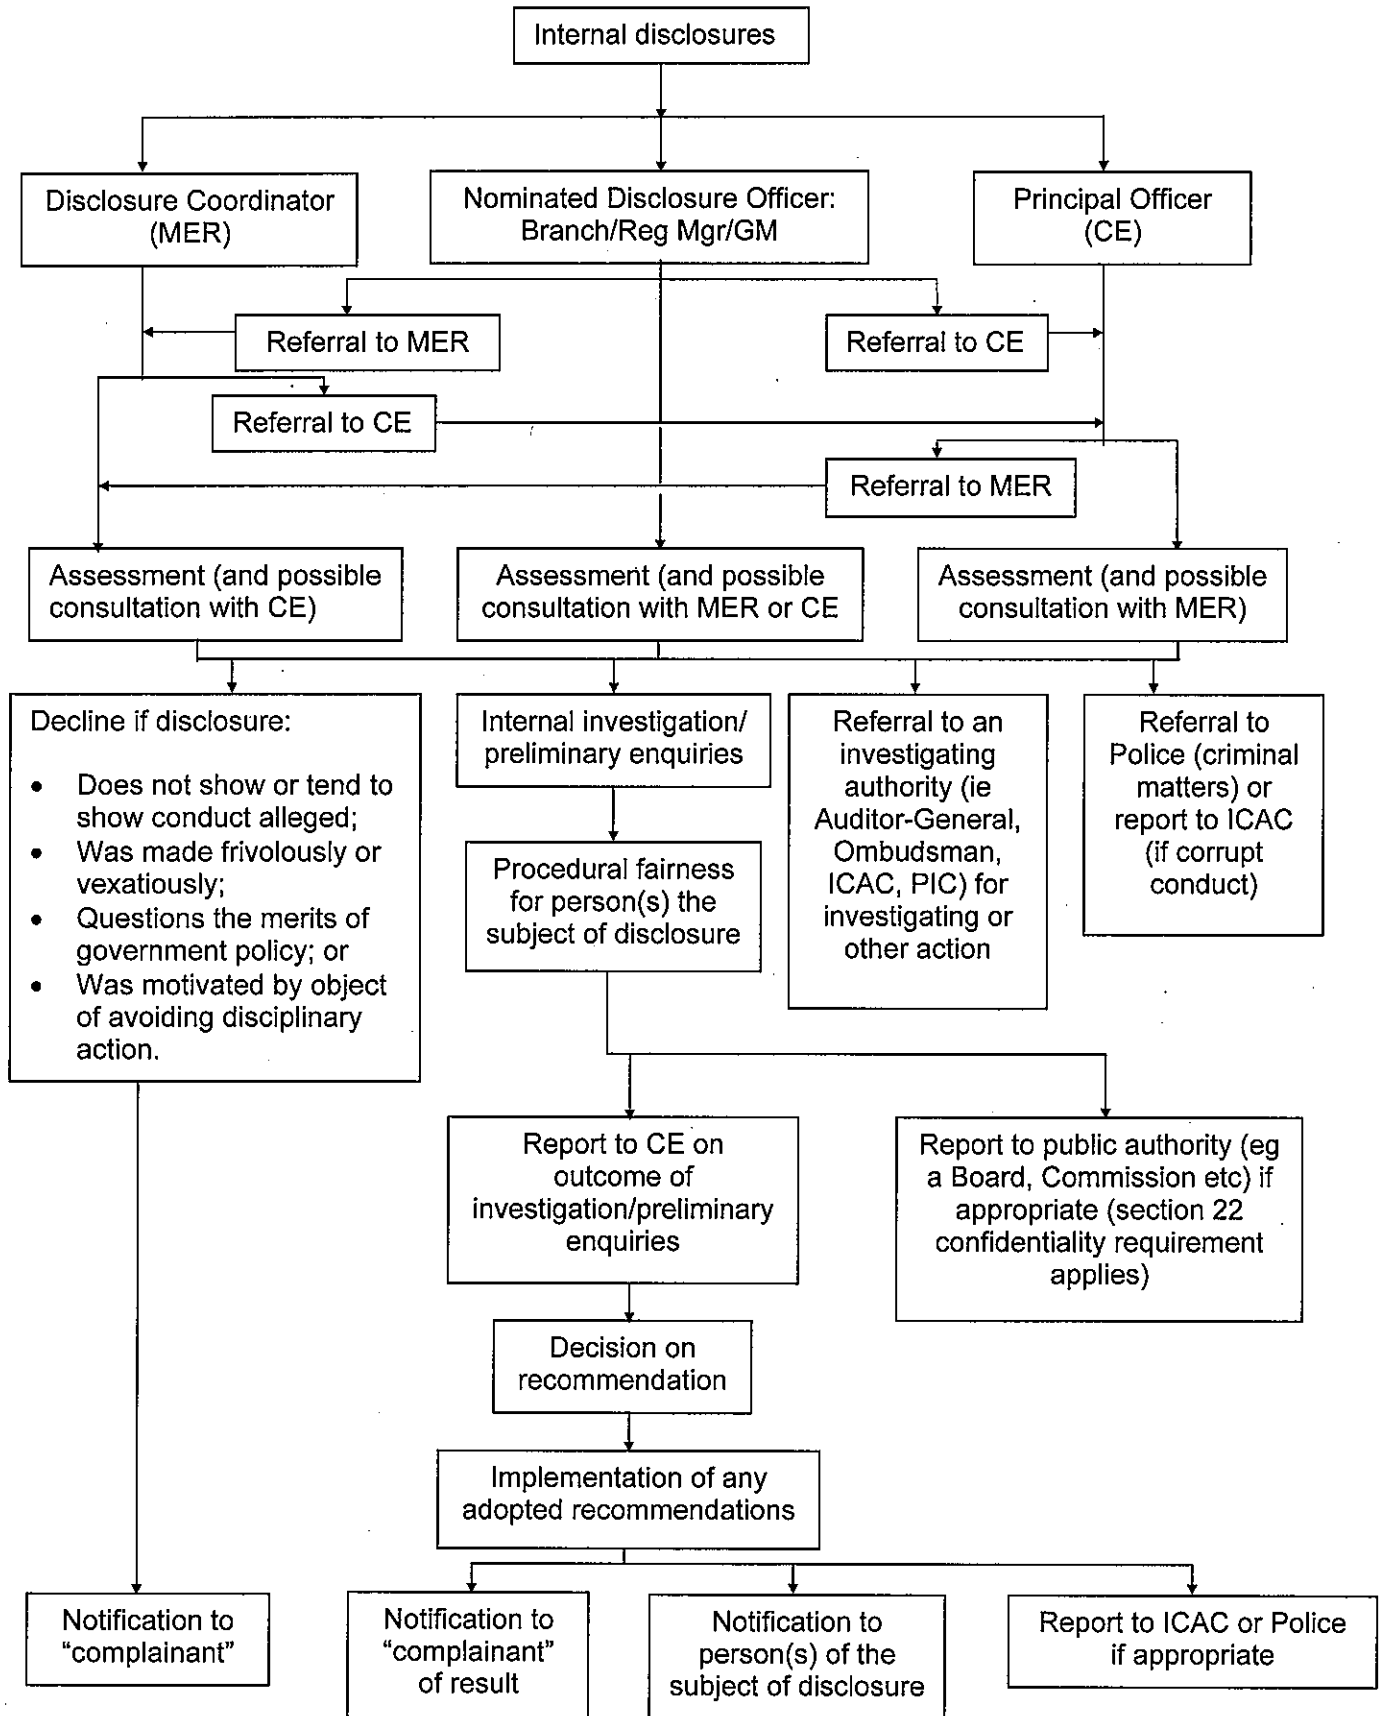 Internal disclosures
Disclosure Coordinator
(MER)
Nominated Disclosure Officer:
Branch/Reg Mgr/GM
Principal Officer
(CE)
Referral to MER
Referral to CE
Referral to CE
Referral to MER
Assessment (and possible
consultation with CE)
Assessment (and possible
consultation with MER or CE
Assessment (and possible
consultation with MER)
Decline if disclosure:
• Does not show or tend to
show conduct alleged;
• Was made frivolously or
vexatiously;
• Questions the merits of
government policy; or
• Was motivated by object
of avoiding disciplinary
action.
Internal investigation/
preliminary enquiries
Referral to an
investigating
authority (ie
Auditor-General,
Ombudsman,
ICAC, PIC) for
investigating or
other action
Referral to
Police (criminal
matters) or
report to ICAC
(if corrupt
conduct)
Procedural fairness
for person(s) the
subject of disclosure
Report to CE on
outcome of
investigation/preliminary
enquiries
Report to public authority (eg
a Board, Commission etc) if
appropriate (section 22
confidentiality requirement
applies)
Decision on
recommendation
Implementation of any
adopted recommendations
Notification to
“complainant”
Notification to
“complainant”
of result
Notification to
person(s) of the
subject of disclosure
Report to ICAC or Police
if appropriate